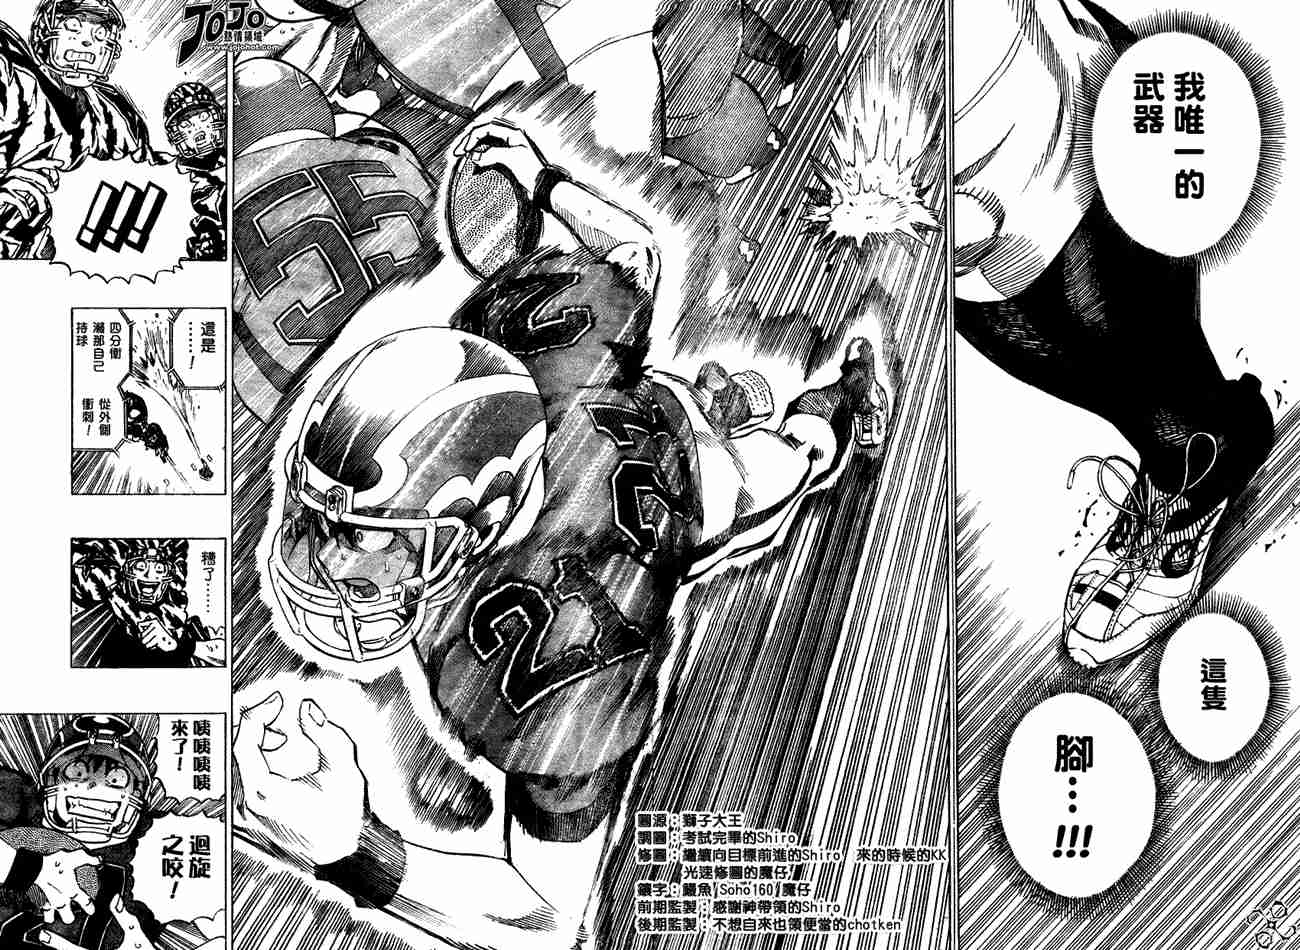 我唯一的
武器
這隻
腳…!!!
JOJO
熱情領域
www.jojohot.com
55
21
21
圖源：獅子大王
調圖：考試完畢的Shiro
修圖：繼續向目標前進的Shiro 來的時候的KK
光速修圖的魔仔
鑲字：鰻魚 Soho160 魔仔
前期監製：感謝神帶領的Shiro
後期監製：不想自來也領便當的chotken
!!!
這是
……！
四分衛
瀨那自己
持球
從外側
衝刺！
糟了……
咦咦咦咦
來了！
迴旋
之咬！